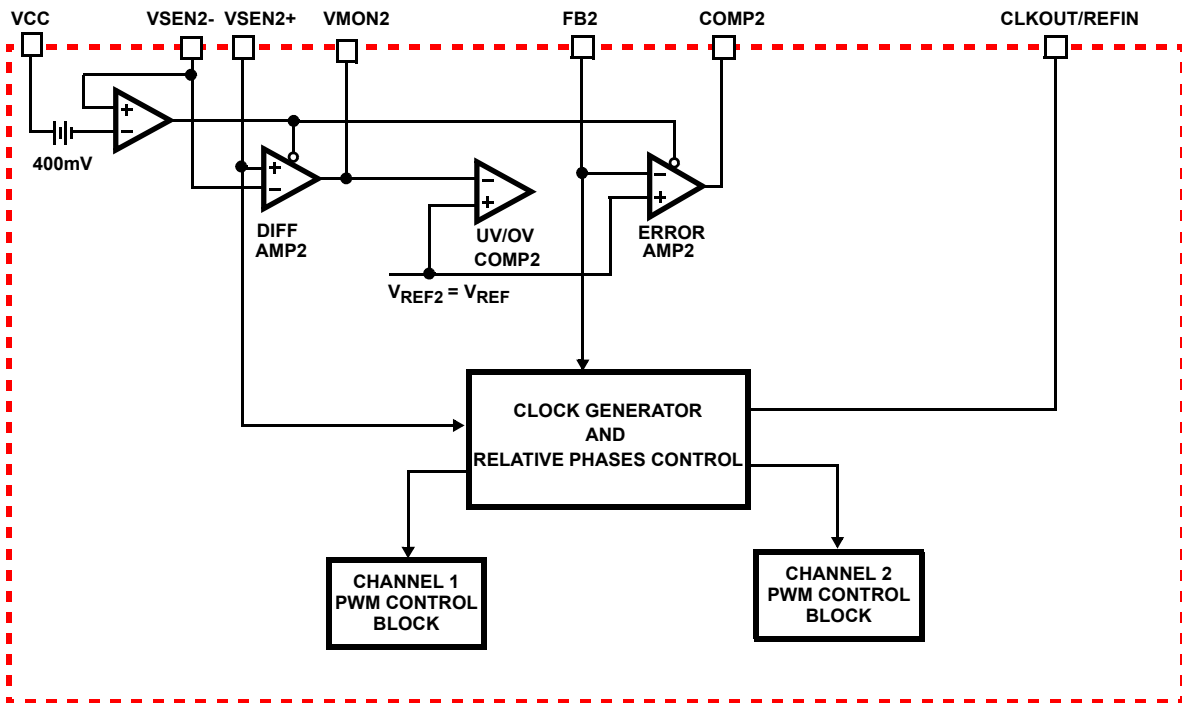 VCC VSEN2- VSEN2+ VMON2 FB2 COMP2 CLKOUT/REFIN
+
−
400mV
+
−
DIFF
AMP2
−
+
UV/OV
COMP2
−
+
ERROR
AMP2
VREF2 = VREF
CLOCK GENERATOR
AND
RELATIVE PHASES CONTROL
CHANNEL 1
PWM CONTROL
BLOCK
CHANNEL 2
PWM CONTROL
BLOCK